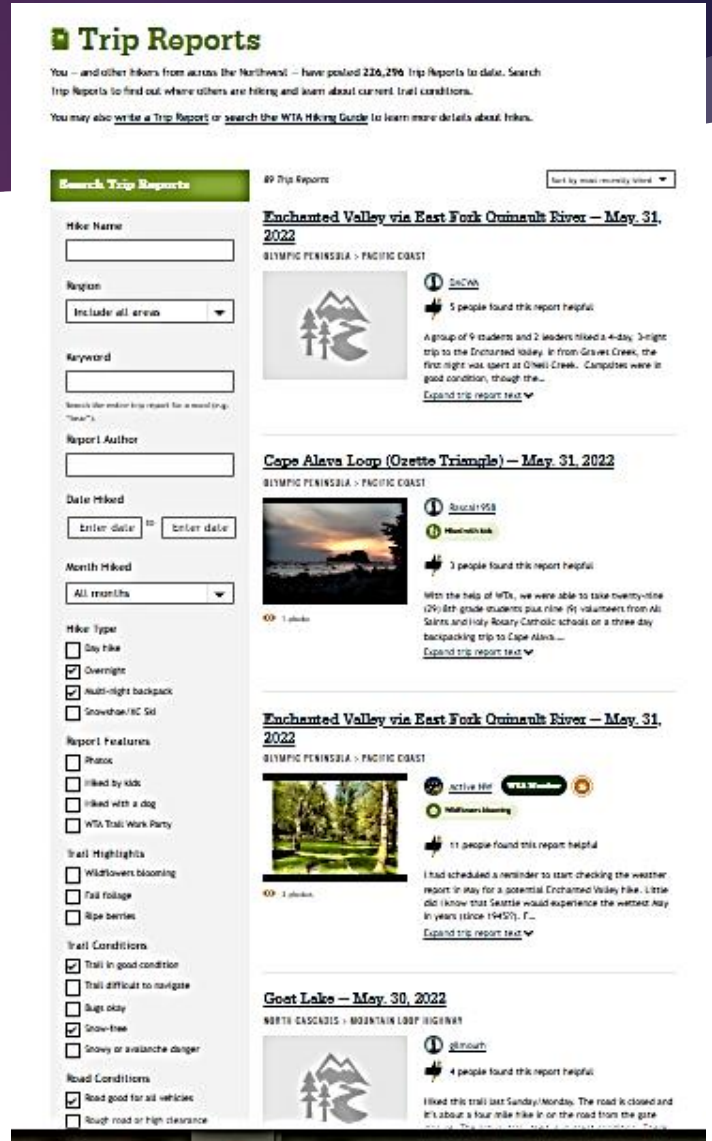 Trip Reports
You — and other hikers from across the Northwest — have posted 226,296 Trip Reports to date. Search
Trip Reports to find out where others are hiking and learn about current trail conditions.
You may also write a Trip Report or search the WTA Hiking Guide to learn more details about hikes.
Search Trip Reports
Hike Name
Region
Include all areas
Keyword
Search the entire trip report for a word (e.g.
"bear").
Report Author
Date Hiked
Enter date to Enter date
Month Hiked
All months
Hike Type
Day hike
Overnight
Multi-night backpack
Snowshoe/XC Ski
Report Features
Photos
Hiked by kids
Hiked with a dog
WTA Trail Work Party
Trail Highlights
Wildflowers blooming
Fall foliage
Ripe berries
Trail Conditions
Trail in good condition
Trail difficult to navigate
Bugs okay
Snow-free
Snowy or avalanche danger
Road Conditions
Road good for all vehicles
Rough road or high clearance
89 Trip Reports
Sort by most recently hiked
Enchanted Valley via East Fork Quinault River — May. 31,
2022
OLYMPIC PENINSULA > PACIFIC COAST
5 people found this report helpful
A group of 9 students and 2 leaders hiked a 4-day, 3-night
trip to the Enchanted Valley. In from Graves Creek, the
first night was spent at O'Neil Creek. Campsites were in
good condition, though the...
Expand trip report text
Cape Alava Loop (Ozette Triangle) — May. 31, 2022
OLYMPIC PENINSULA > PACIFIC COAST
Rascal1958
Hiked with kids
3 people found this report helpful
1 photo
With the help of WTA, we were able to take twenty-nine
(29) 8th grade students plus nine (9) volunteers from All
Saints and Holy Rosary Catholic schools on a three day
backpacking trip to Cape Alava....
Expand trip report text
Enchanted Valley via East Fork Quinault River — May. 31,
2022
OLYMPIC PENINSULA > PACIFIC COAST
Active NW WTA Member
Wildflowers blooming
11 people found this report helpful
photos
I had scheduled a reminder to start checking the weather
report in May for a potential Enchanted Valley hike. Little
did I know that Seattle would experience the wettest May
in years (since 1945??). F...
Expand trip report text
Goat Lake — May. 30, 2022
NORTH CASCADES > MOUNTAIN LOOP HIGHWAY
gilmourh
4 people found this report helpful
Hiked this trail last Sunday/Monday. The road is closed and
it's about a four mile hike in on the road from the gate